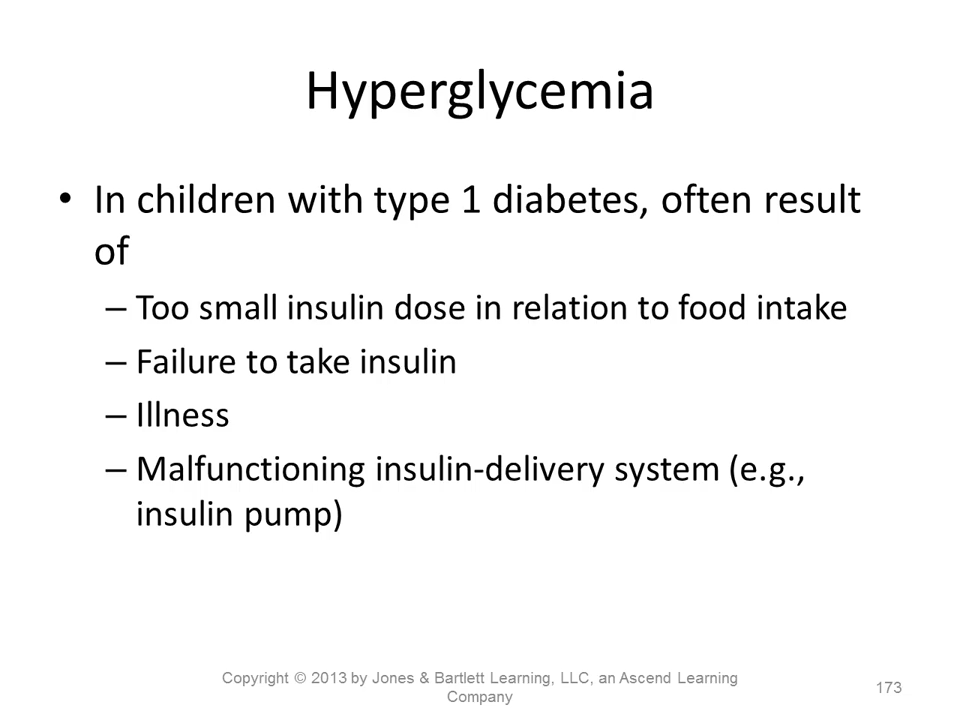 Hyperglycemia
• In children with type 1 diabetes, often result
of
– Too small insulin dose in relation to food intake
– Failure to take insulin
– Illness
– Malfunctioning insulin-delivery system (e.g.,
insulin pump)
Copyright © 2013 by Jones & Bartlett Learning, LLC, an Ascend Learning
Company
173